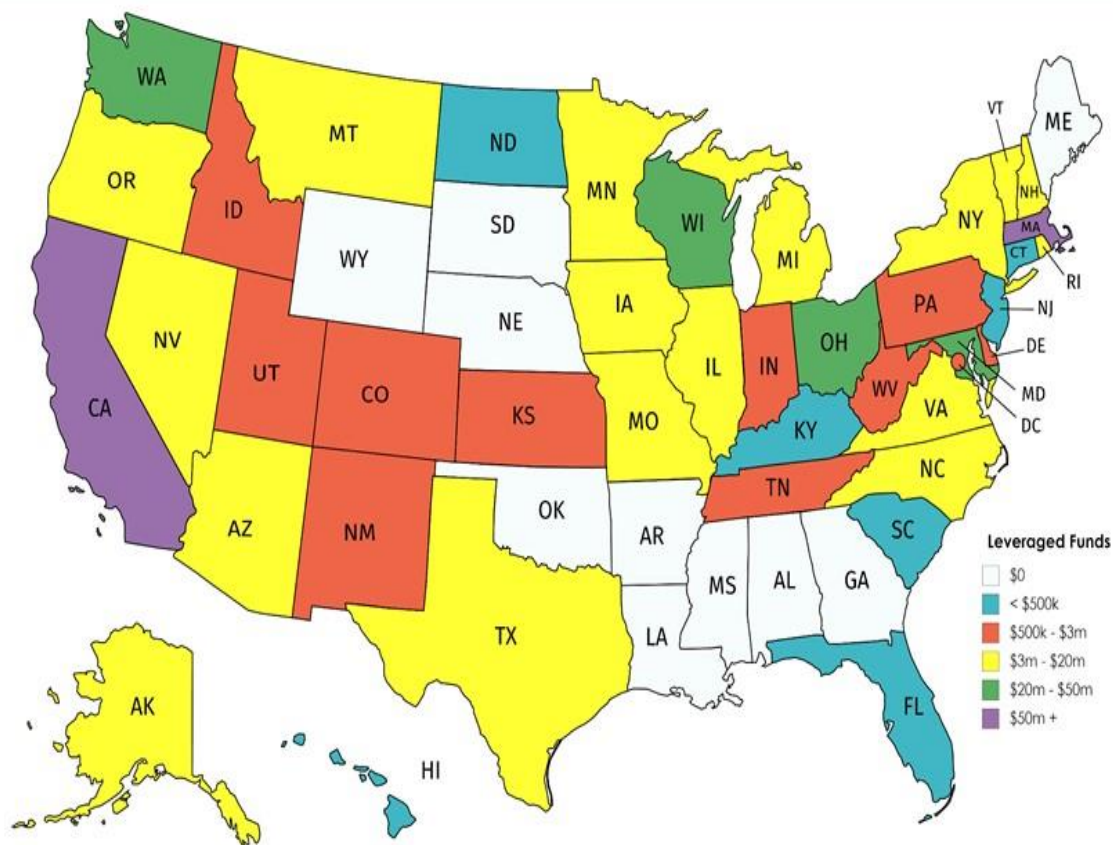 WA
MT
ND
MN
VT
ME
OR
ID
SD
WI
NY
NH
MA
WY
MI
CT
RI
IA
NE
PA
NJ
NV
UT
CO
IL
IN
OH
DE
CA
KS
MO
WV
VA
MD
KY
DC
NC
TN
AZ
NM
OK
AR
SC
MS
AL
GA
Leveraged Funds
$0
< $500k
$500k - $3m
$3m - $20m
$20m - $50m
$50m +
TX
LA
FL
AK
HI